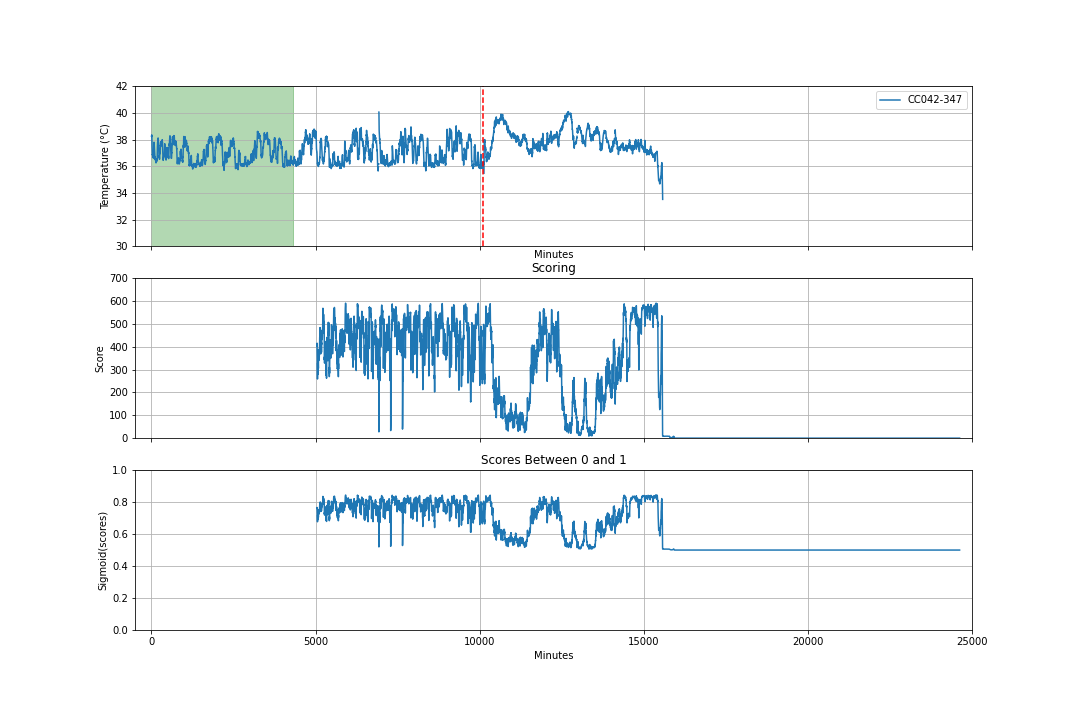 42
40
38
36
34
32
30
Temperature (°C)
CC042-347
Minutes
Scoring
700
600
500
400
300
200
100
0
Score
Scores Between 0 and 1
1.0
0.8
0.6
0.4
0.2
0.0
Sigmoid(scores)
0 5000 10000 15000 20000 25000
Minutes